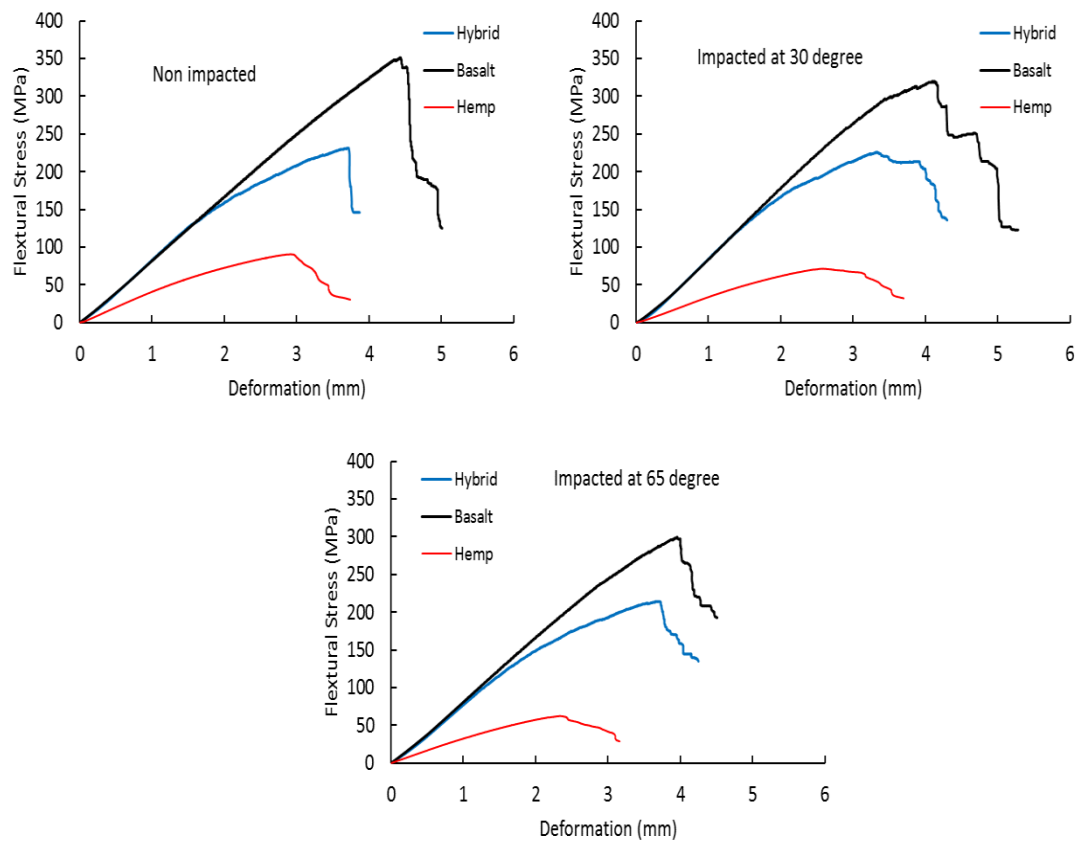 400
350
300
250
200
150
100
50
0
Flextural Stress (MPa)
Non impacted
Hybrid
Basalt
Hemp
0 1 2 3 4 5 6
Deformation (mm)
400
350
300
250
200
150
100
50
0
Flextural Stress (MPa)
Impacted at 30 degree
Hybrid
Basalt
Hemp
0 1 2 3 4 5 6
Deformation (mm)
400
350
300
250
200
150
100
50
0
Flextural Stress (MPa)
Hybrid
Basalt
Hemp
Impacted at 65 degree
0 1 2 3 4 5 6
Deformation (mm)